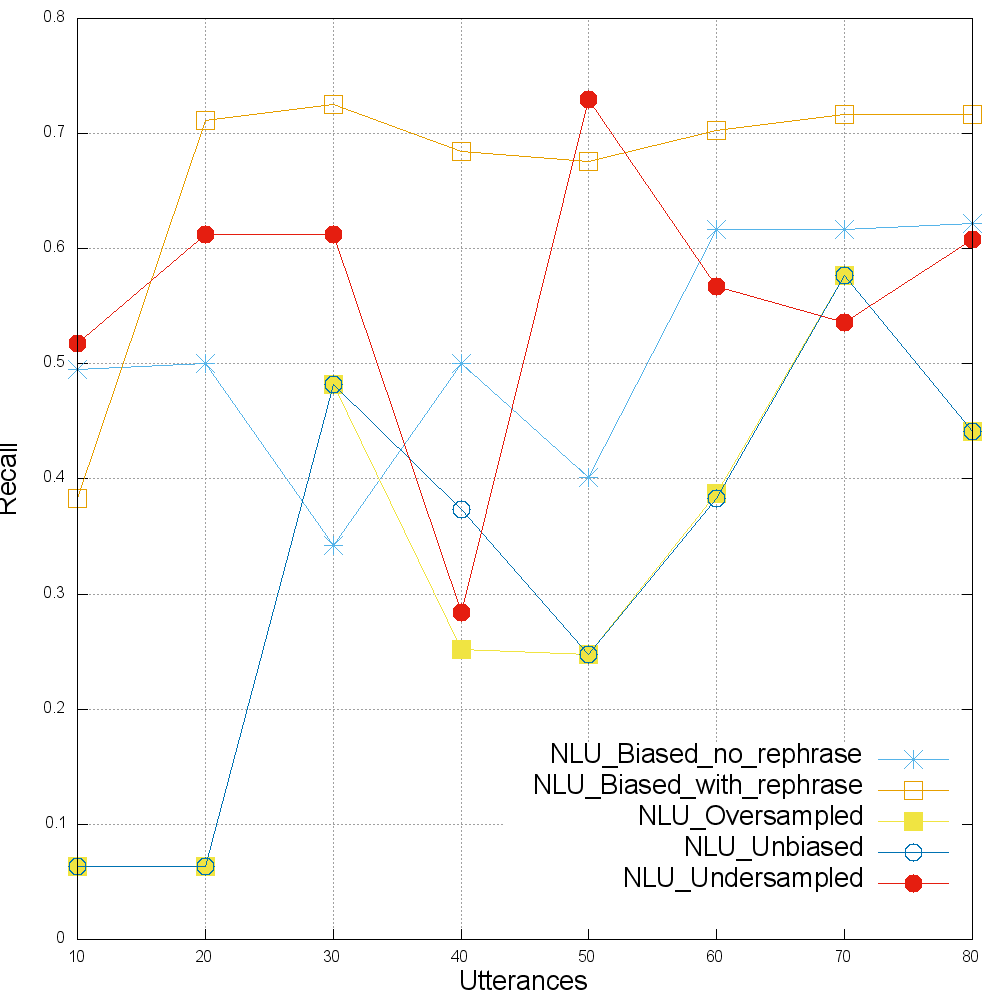 0.8
0.7
0.6
0.5
0.4
0.3
0.2
0.1
0
Recall
NLU_Biased_no_rephrase
NLU_Biased_with_rephrase
NLU_Oversampled
NLU_Unbiased
NLU_Undersampled
10 20 30 40 50 60 70 80
Utterances